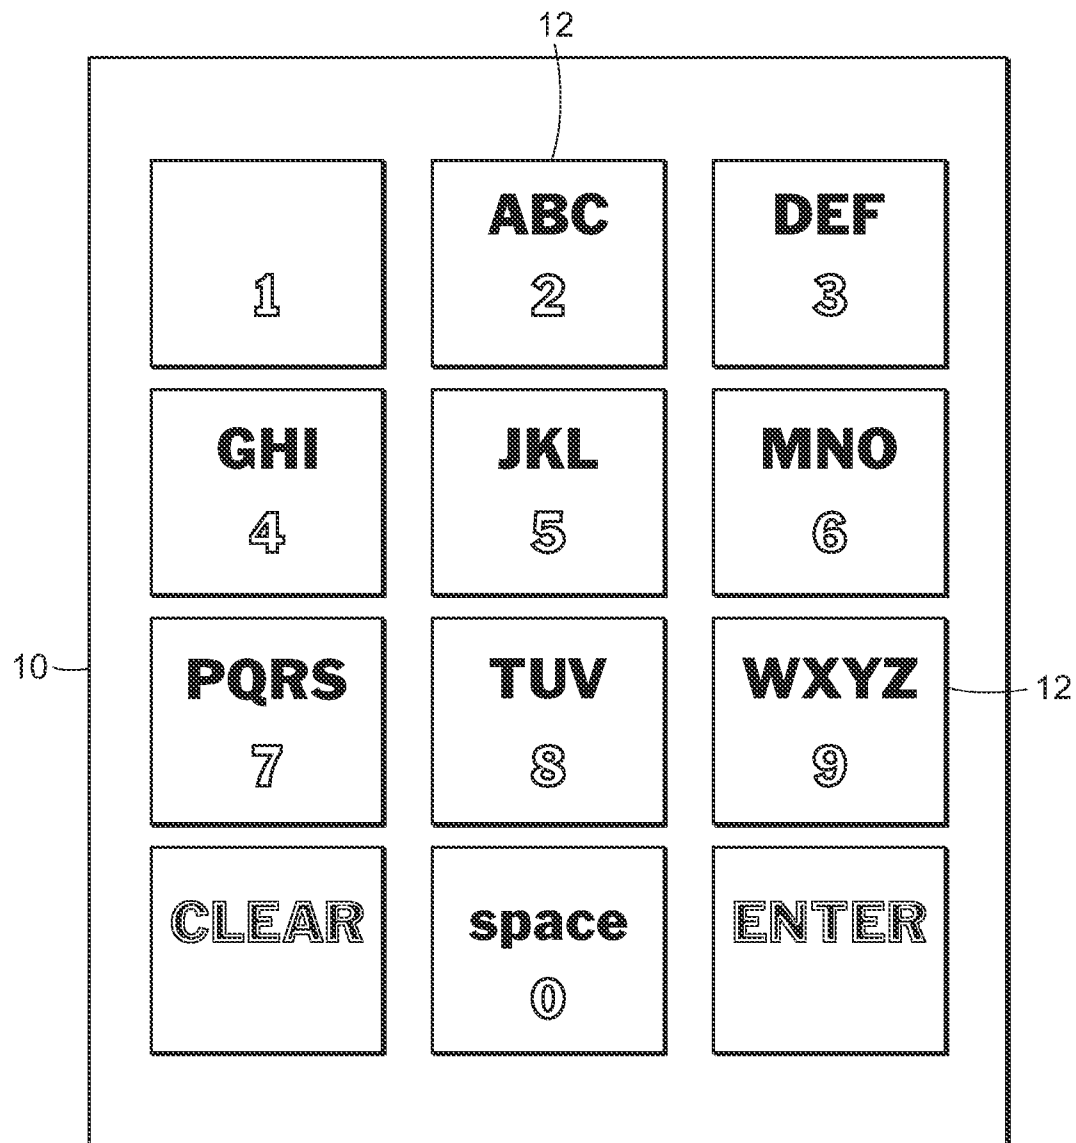 12
ABC DEF
1 2 3
GHI JKL MNO
4 5 6
10 PQRS TUV WXYZ 12
7 8 9
CLEAR space ENTER
0